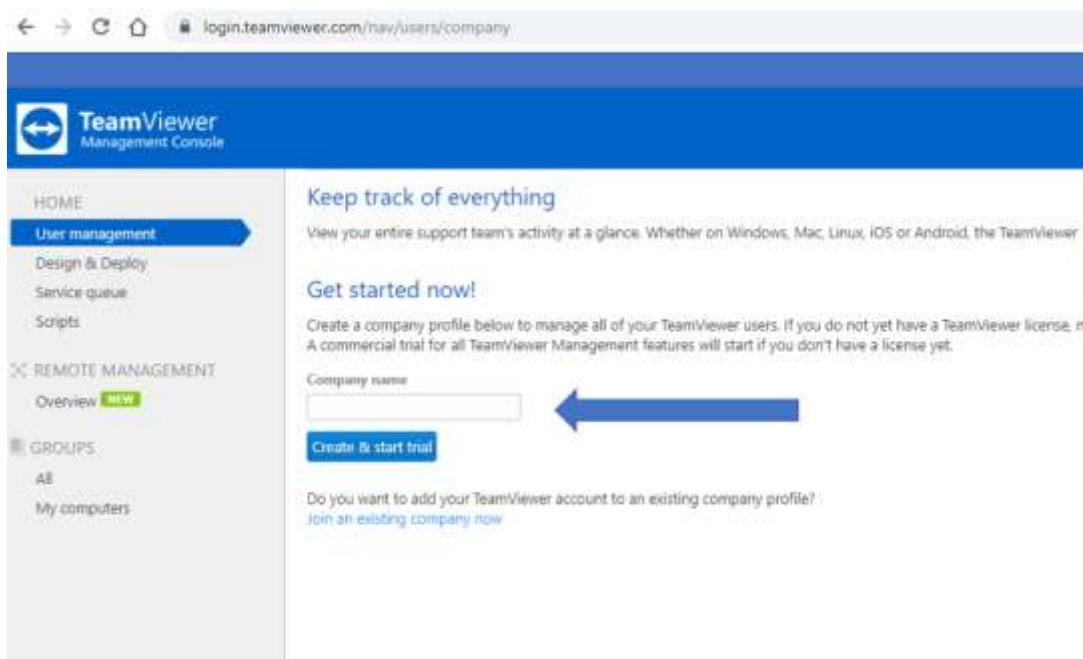 login.teamviewer.com/nav/users/company
TeamViewer
Management Console
HOME
User management
Design & Deploy
Service queue
Scripts
REMOTE MANAGEMENT
Overview NEW
GROUPS
All
My computers
Keep track of everything
View your entire support team's activity at a glance. Whether on Windows, Mac, Linux, iOS or Android, the TeamViewer
Get started now!
Create a company profile below to manage all of your TeamViewer users. If you do not yet have a TeamViewer license,
A commercial trial for all TeamViewer Management features will start if you don't have a license yet.
Company name
Create & start trial
Do you want to add your TeamViewer account to an existing company profile?
Join an existing company now